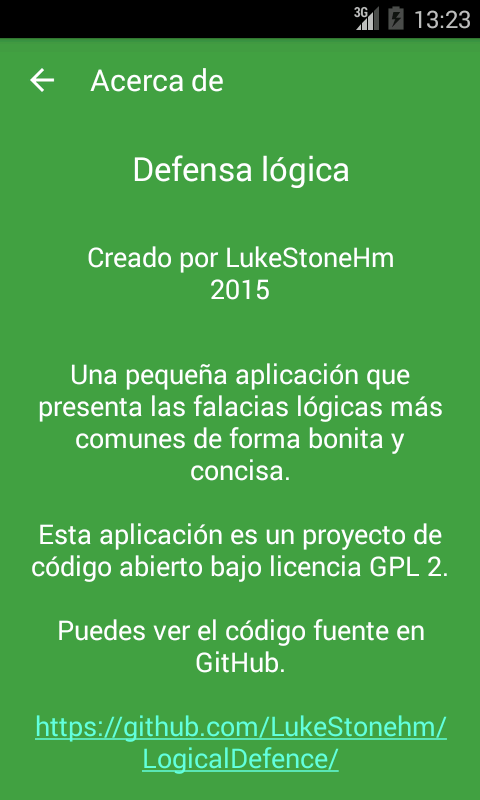 3G
13:23
Acerca de
Defensa lógica
Creado por LukeStoneHm
2015
Una pequeña aplicación que
presenta las falacias lógicas más
comunes de forma bonita y
concisa.
Esta aplicación es un proyecto de
código abierto bajo licencia GPL 2.
Puedes ver el código fuente en
GitHub.
https://github.com/LukeStonehm/
LogicalDefence/